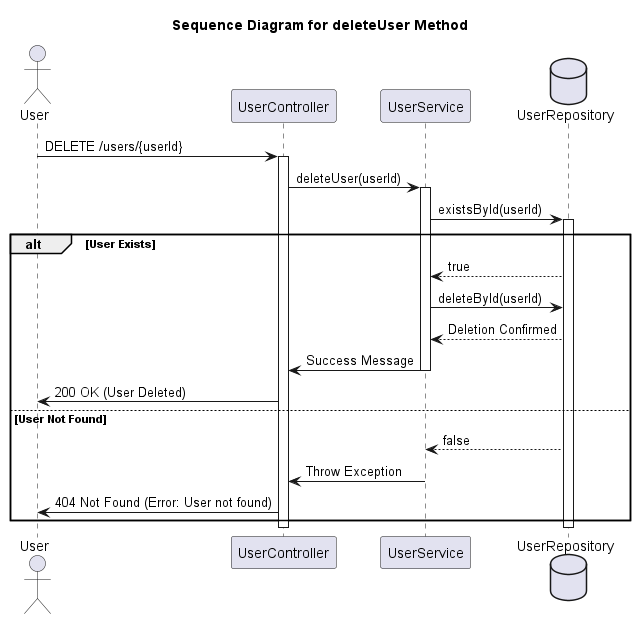 Sequence Diagram for deleteUser Method
User
UserController
UserService
UserRepository
DELETE /users/{userId}
deleteUser(userId)
existsById(userId)
alt
[User Exists]
true
deleteById(userId)
Deletion Confirmed
Success Message
200 OK (User Deleted)
[User Not Found]
false
Throw Exception
404 Not Found (Error: User not found)
User
UserController
UserService
UserRepository